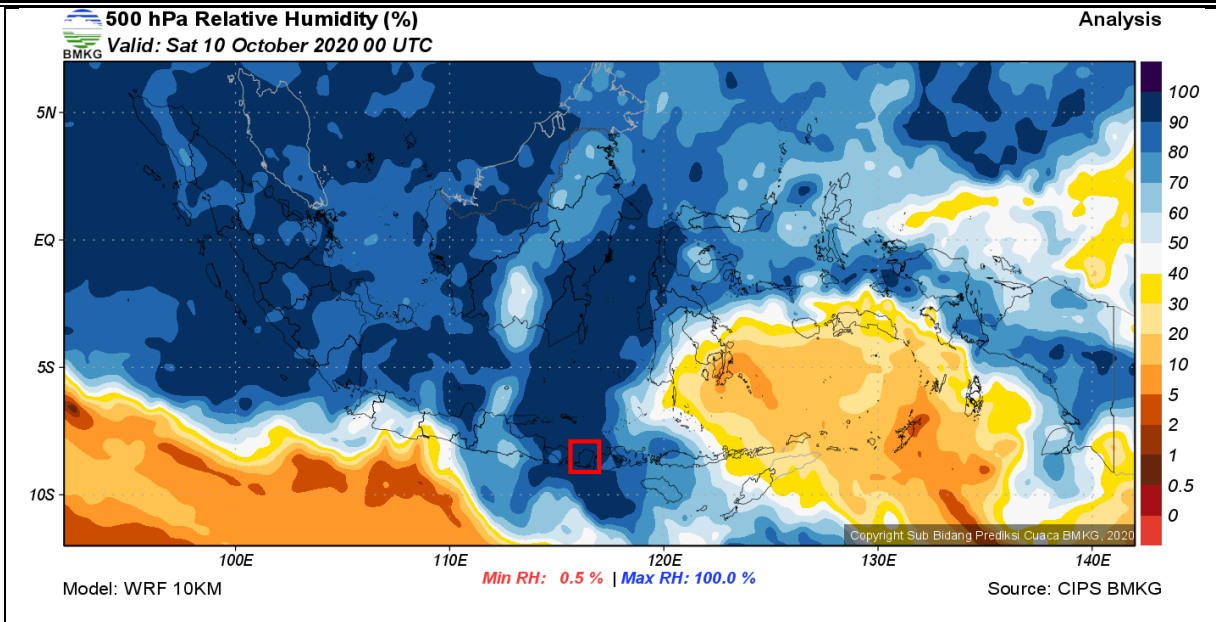 500 hPa Relative Humidity (%)
Analysis
BMKG
Valid: Sat 10 October 2020 00 UTC
5N
EQ
5S
10S
100
90
80
70
60
50
40
30
20
10
5
2
1
0.5
0
Copyright Sub Bidang Prediksi Cuaca BMKG, 2020
100E
110E
120E
130E
140E
Min RH: 0.5 % | Max RH: 100.0 %
Model: WRF 10KM
Source: CIPS BMKG